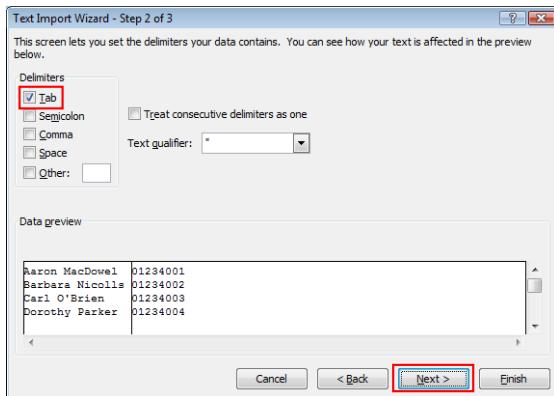 Text Import Wizard - Step 2 of 3
This screen lets you set the delimiters your data contains. You can see how your text is affected in the preview
below.
Delimiters
Tab
Semicolon
Comma
Space
Other:
Treat consecutive delimiters as one
Text qualifier: "
Data preview
Aaron MacDowel 01234001
Barbara Nicolls 01234002
Carl O'Brien 01234003
Dorothy Parker 01234004
Cancel < Back Next > Finish